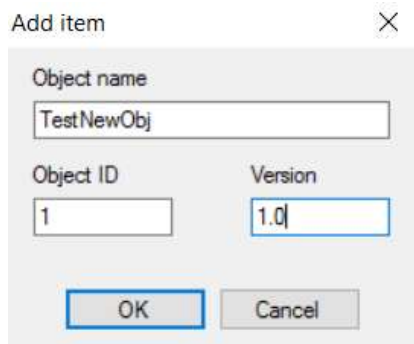 Add item
Object name
TestNewObj
Object ID Version
1 1.0
OK Cancel